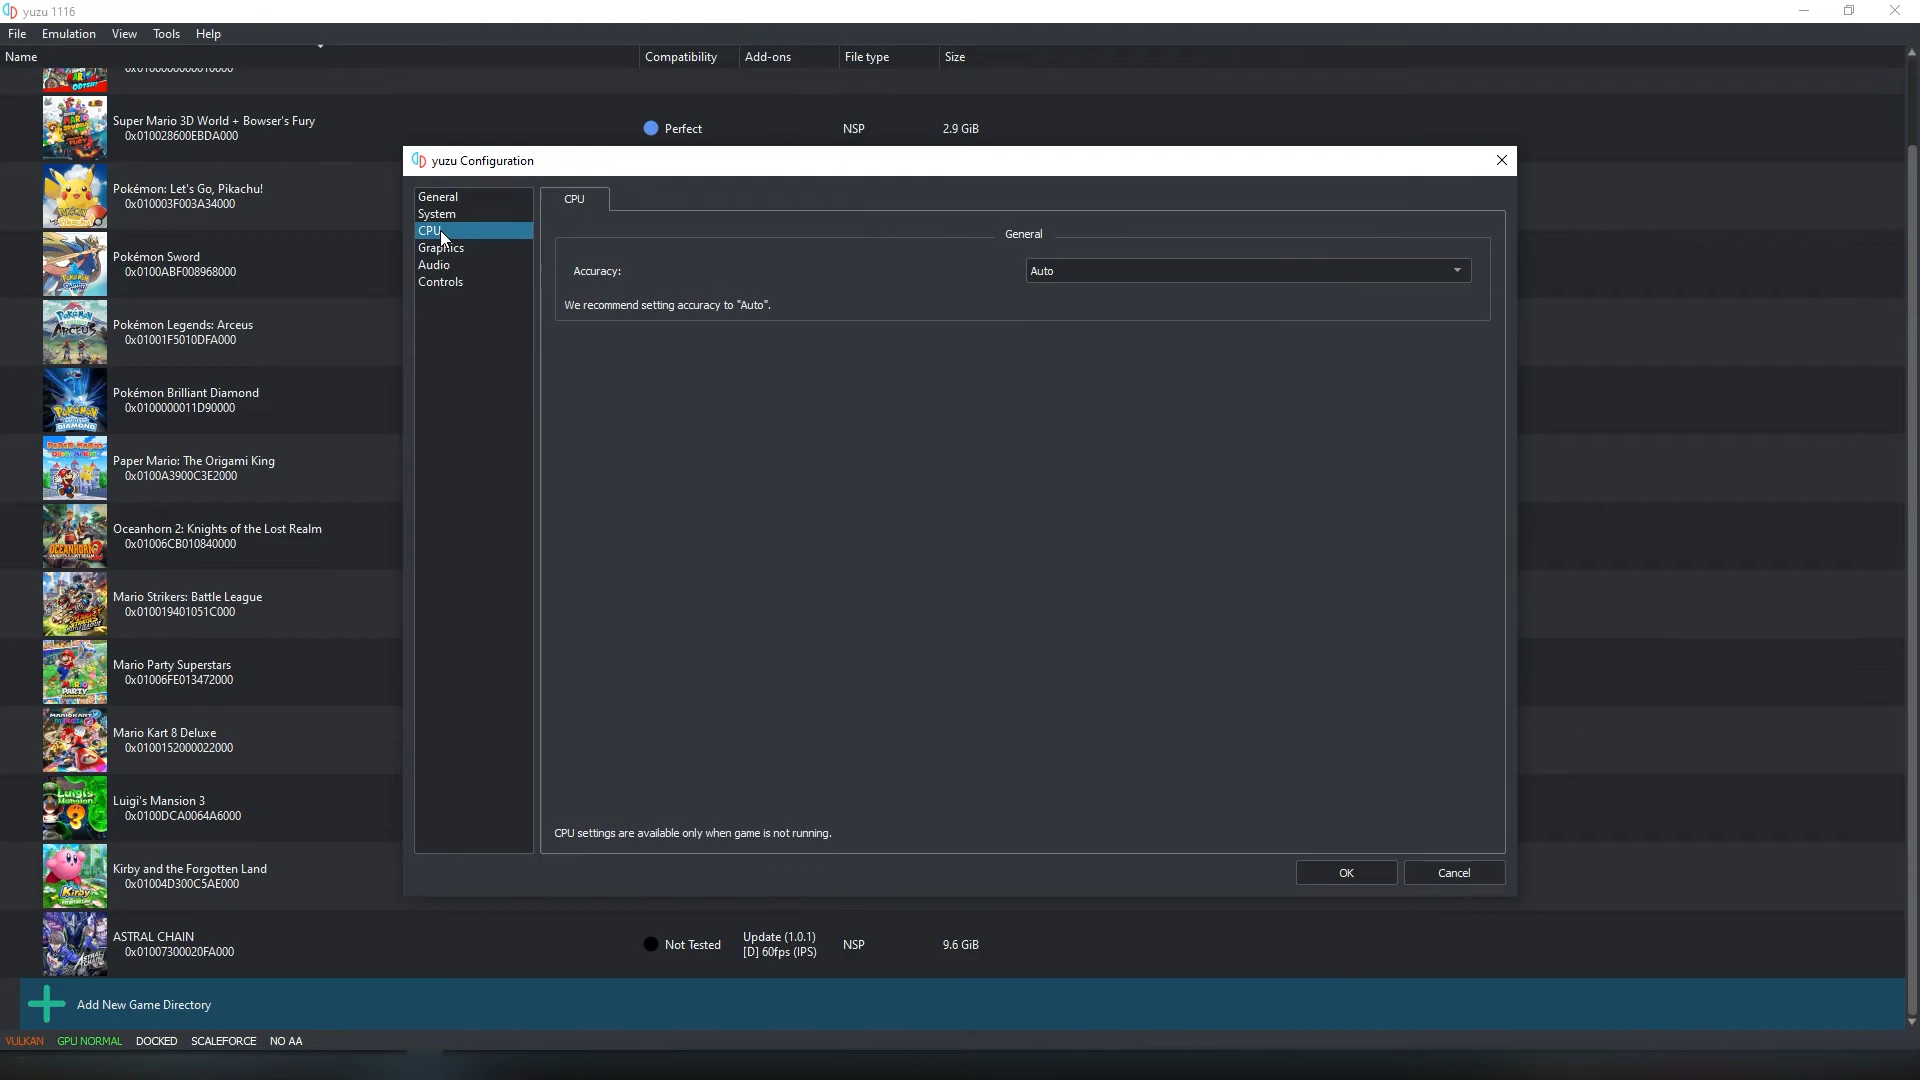 yuzu 1116
File Emulation View Tools Help
Name Compatibility Add-ons File type Size
ODYSSEY
Super Mario 3D World + Bowser's Fury
0x010028600EBDA000
Perfect NSP 2.9 GiB
Pokémon: Let's Go, Pikachu!
0x010003F003A34000
Pokémon Sword
0x0100ABF008968000
Pokémon Legends: Arceus
0x01001F5010DFA000
Pokémon Brilliant Diamond
0x0100000011D90000
Paper Mario: The Origami King
0x0100A3900C3E2000
Oceanhorn 2: Knights of the Lost Realm
0x01006CB010840000
Mario Strikers: Battle League
0x010019401051C000
Mario Party Superstars
0x01006FE013472000
Mario Kart 8 Deluxe
0x0100152000022000
Luigi's Mansion 3
0x0100DCA0064A6000
Kirby and the Forgotten Land
0x01004D300C5AE000
ASTRAL CHAIN
0x01007300020FA000
Not Tested
Update (1.0.1)
[D] 60fps (IPS)
NSP 9.6 GiB
Add New Game Directory
VULKAN GPU NORMAL DOCKED SCALEFORCE NO AA
yuzu Configuration
General
System
CPU
Graphics
Audio
Controls
CPU
General
Accuracy: Auto
We recommend setting accuracy to "Auto".
CPU settings are available only when game is not running.
OK Cancel